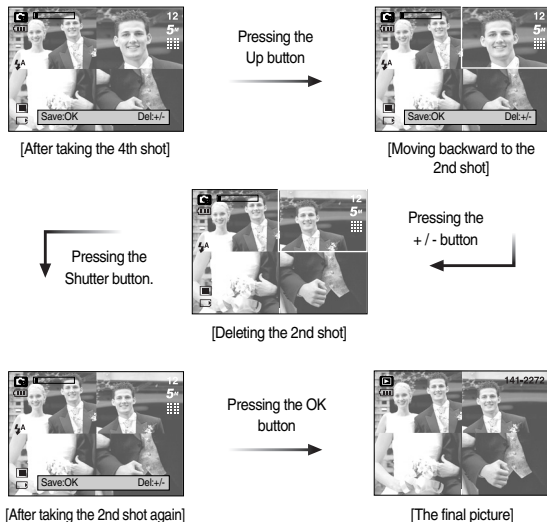 12
5M
Save:OK Del:+/-
[After taking the 4th shot]
Pressing the
Up button
12
5M
Save:OK Del:+/-
[Moving backward to the
2nd shot]
Pressing the
Shutter button.
12
5M
[Deleting the 2nd shot]
Pressing the
+ / - button
12
5M
Save:OK Del:+/-
[After taking the 2nd shot again]
Pressing the OK
button
141-2272
[The final picture]